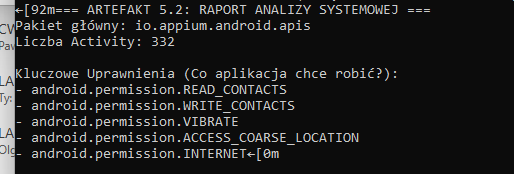 ←[92m=== ARTEFAKT 5.2: RAPORT ANALIZY SYSTEMOWEJ ===
Pakiet główny: io.appium.android.apis
Liczba Activity: 332
Kluczowe Uprawnienia (Co aplikacja chce robić?):
- android.permission.READ_CONTACTS
- android.permission.WRITE_CONTACTS
- android.permission.VIBRATE
- android.permission.ACCESS_COARSE_LOCATION
- android.permission.INTERNET←[0m